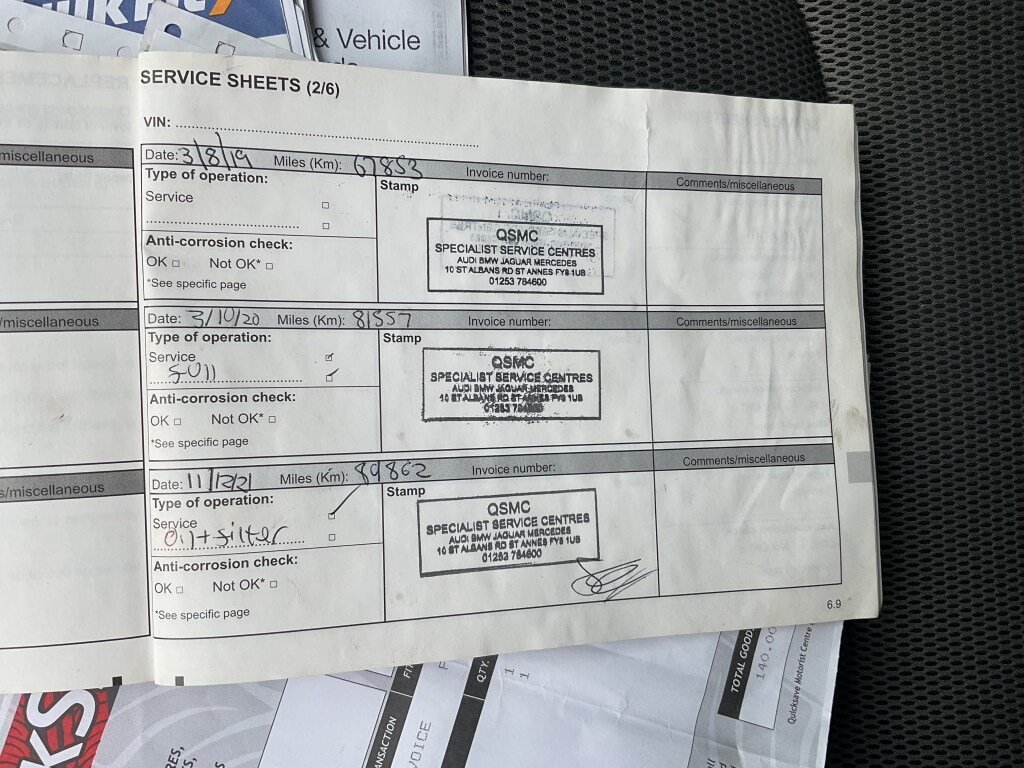 & Vehicle
SERVICE SHEETS (2/6)
VIN:
miscellaneous
Date: 3/8/19 Miles (Km): 67853 Invoice number: Comments/miscellaneous
Type of operation:
Stamp
Service
Anti-corrosion check:
OK Not OK*
*See specific page
QSMC
SPECIALIST SERVICE CENTRES
AUDI BMW JAGUAR MERCEDES
10 ST ALBANS RD ST ANNES FY8 1UB
01253 784600
/miscellaneous
Date: 3/10/20 Miles (Km): 81557 Invoice number: Comments/miscellaneous
Type of operation:
Stamp
Service
FUll
Anti-corrosion check:
OK Not OK*
*See specific page
QSMC
SPECIALIST SERVICE CENTRES
AUDI BMW JAGUAR MERCEDES
10 ST ALBANS RD ST ANNES FY8 1UB
01253 784600
s/miscellaneous
Date: 11/12/21 Miles (Km): 89862 Invoice number: Comments/miscellaneous
Type of operation:
Stamp
Service
Oil + filter
Anti-corrosion check:
OK Not OK*
*See specific page
QSMC
SPECIALIST SERVICE CENTRES
AUDI BMW JAGUAR MERCEDES
10 ST ALBANS RD ST ANNES FY8 1UB
01253 784600
6.9
QTY.
1
1
TOTAL GOOD
140.00
Quicksave Motorist Centre